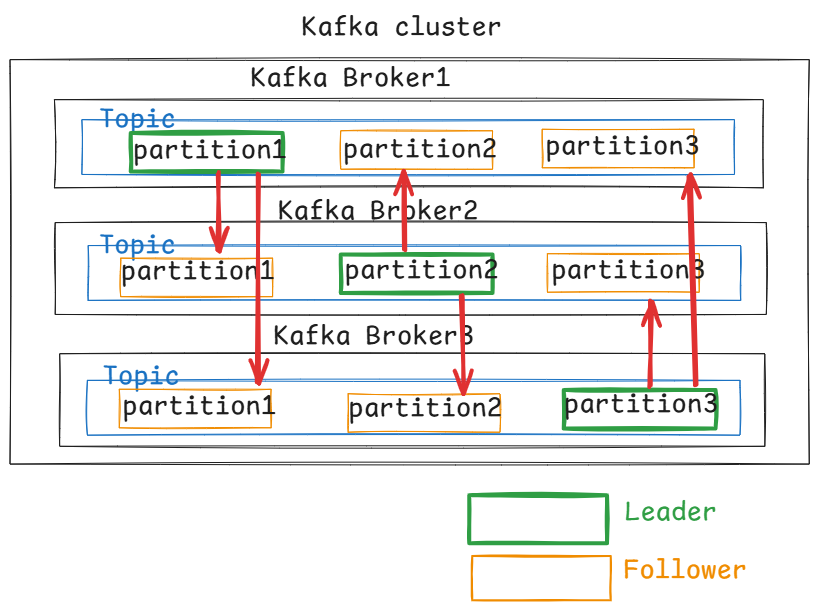 Kafka cluster
Kafka Broker1
Topic
partition1 partition2 partition3
Kafka Broker2
Topic
partition1 partition2 partition3
Kafka Broker3
Topic
partition1 partition2 partition3
Leader
Follower